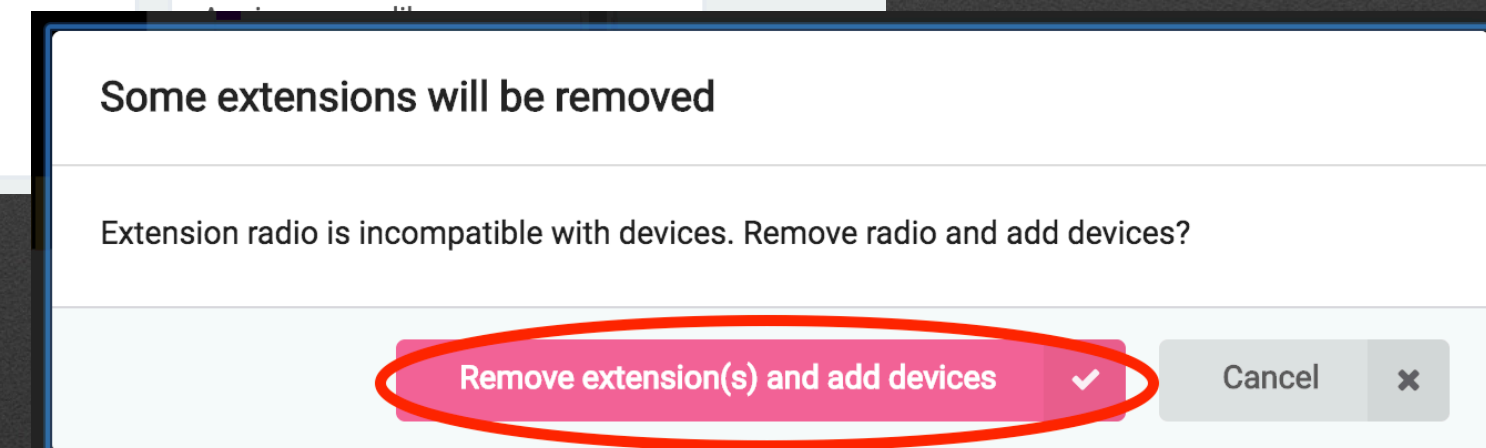 Some extensions will be removed
Extension radio is incompatible with devices. Remove radio and add devices?
Remove extension(s) and add devices
Cancel